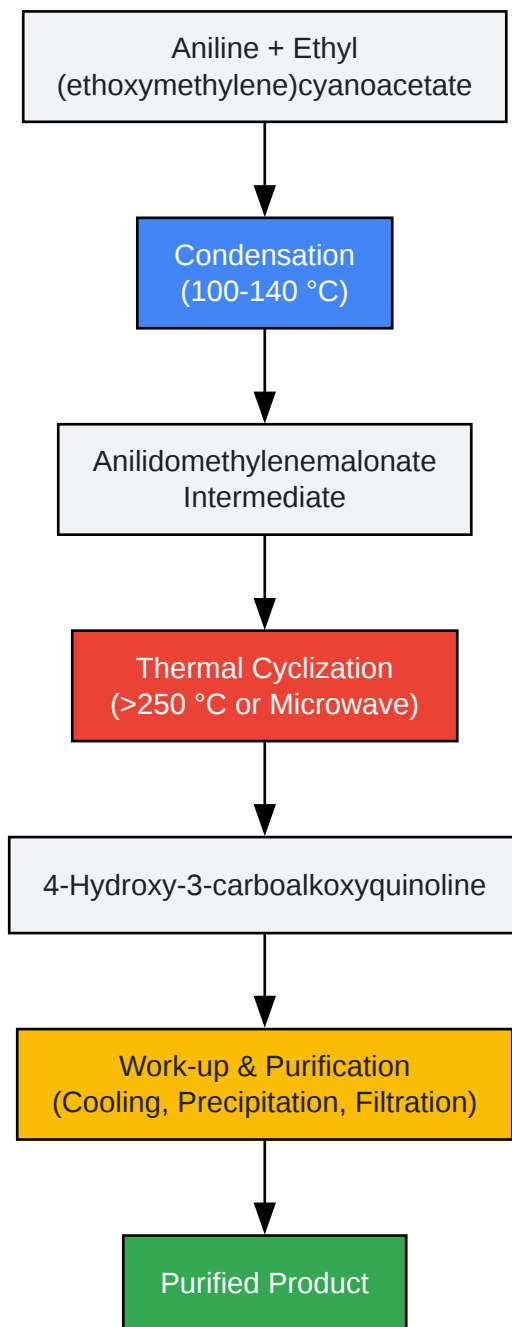 Aniline + Ethyl
(ethoxymethylene)cyanoacetate
Condensation
(100-140 °C)
Anilidomethylenemalonate
Intermediate
Thermal Cyclization
(>250 °C or Microwave)
4-Hydroxy-3-carboalkoxyquinoline
Work-up & Purification
(Cooling, Precipitation, Filtration)
Purified Product